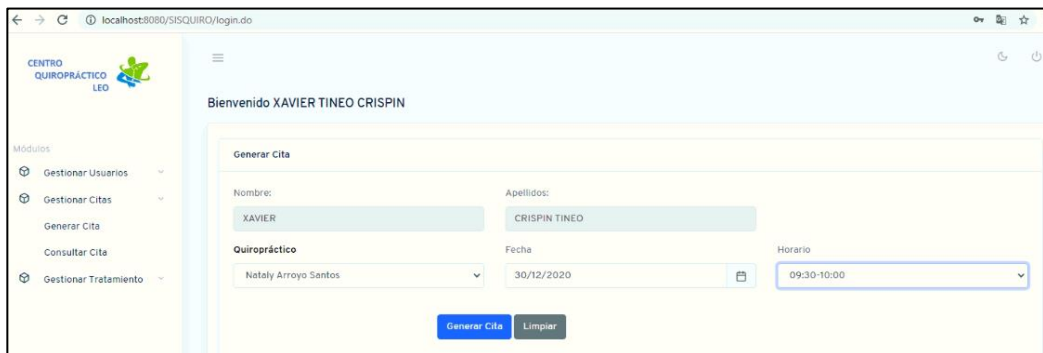 localhost:8080/SISQUIRO/login.do
CENTRO
QUIROPRÁCTICO
LEO
Bienvenido XAVIER TINEO CRISPIN
Módulos
Gestionar Usuarios
Gestionar Citas
Generar Cita
Consultar Cita
Gestionar Tratamiento
Generar Cita
Nombre:
Apellidos:
XAVIER
CRISPIN TINEO
Quiropráctico
Fecha
Horario
Nataly Arroyo Santos
30/12/2020
09:30-10:00
Generar Cita
Limpiar